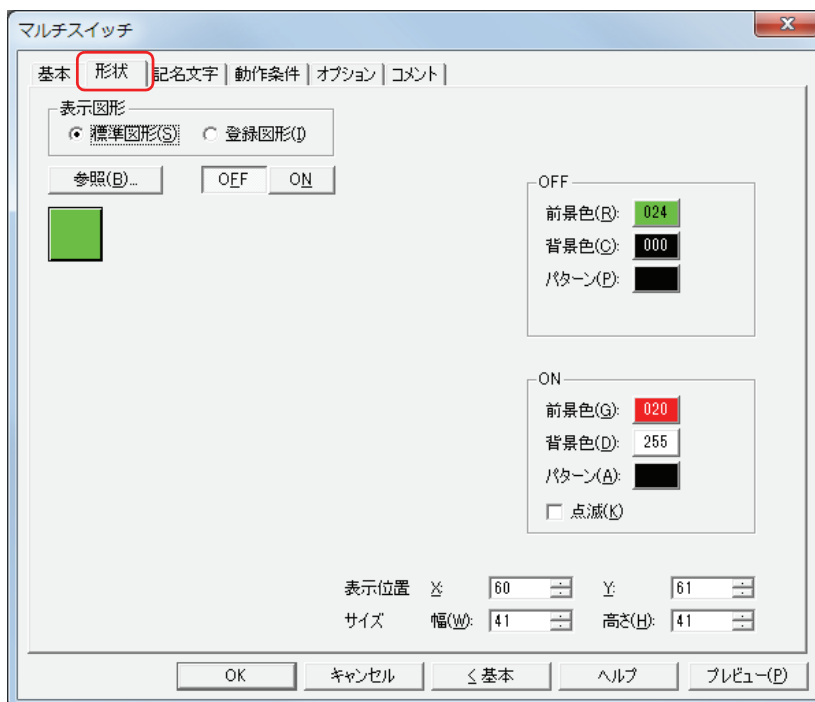 マルチスイッチ
基本 形状 記名文字 動作条件 オプション コメント
表示図形
標準図形(S) 登録図形(I)
参照(B)... OFF ON
OFF
前景色(R): 024
背景色(C): 000
パターン(P):
ON
前景色(G): 020
背景色(D): 255
パターン(A):
点滅(K)
表示位置 X: 60 Y: 61
サイズ 幅(W): 41 高さ(H): 41
OK キャンセル <基本 ヘルプ プレビュー(P)